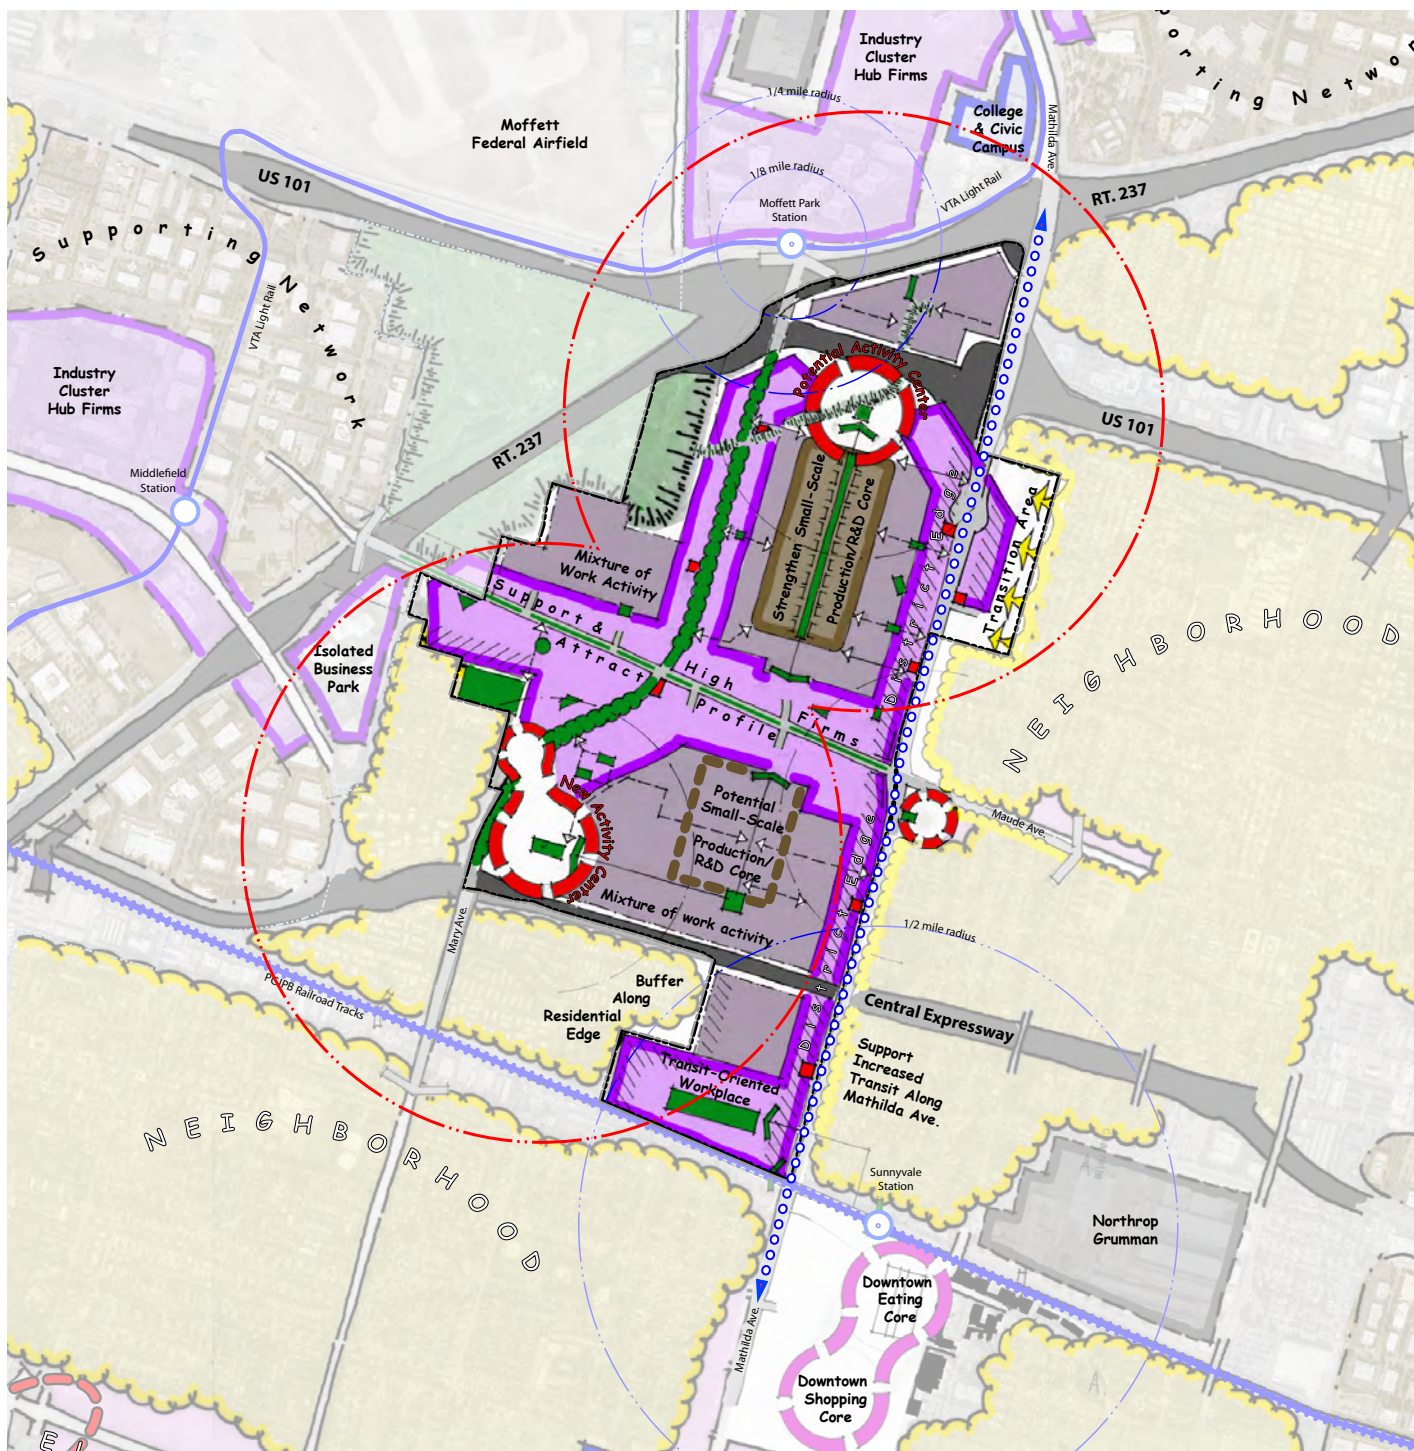 Industry
Cluster
Hub Firms
orting Networ
1/4 mile radius
College
& Civic
Campus
Mathilda Ave.
Moffett
Federal Airfield
1/8 mile radius
US 101
VTA Light Rail
RT. 237
Moffett Park
Station
Supporting
Network
VTA Light Rail
Potential Activity Center
Industry
Cluster
Hub Firms
US 101
RT. 237
Middlefield
Station
Strengthen Small-Scale
Production/R&D Core
District Edge
Transition Area
Mixture of
Work Activity
Support &
Attract
High
Profile
Firms
NEIGHBORHOOD
Isolated
Business
Park
New Activity Center
Potential
Small-Scale
Production/
R&D Core
Maude Ave.
District Edge
Mixture of work activity
Mary Ave.
1/2 mile radius
PCJPB Railroad Tracks
Buffer
Along
Residential
Edge
Central Expressway
Support
Increased
Transit Along
Mathilda Ave.
Transit-Oriented
Workplace
NEIGHBORHOOD
Sunnyvale
Station
Northrop
Grumman
Downtown
Eating
Core
Mathilda Ave.
Downtown
Shopping
Core